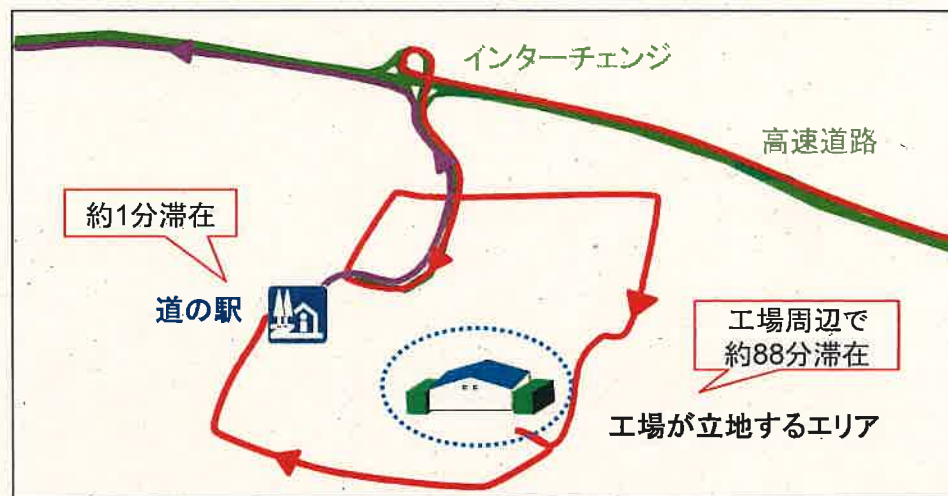 インターチェンジ
高速道路
約1分滞在
道の駅
工場周辺で
約88分滞在
工場が立地するエリア